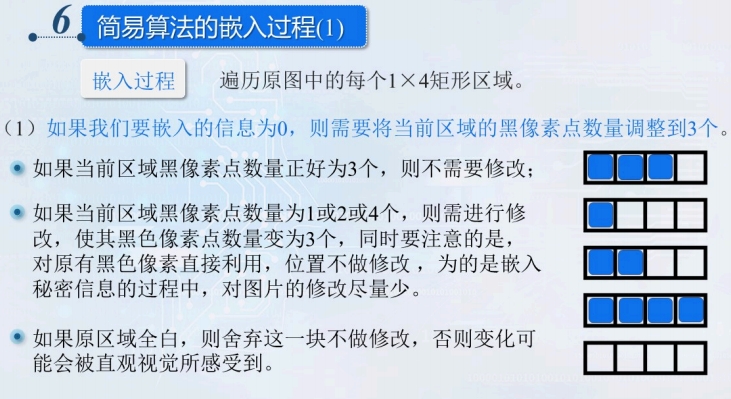 6 简易算法的嵌入过程(1)
嵌入过程 遍历原图中的每个1×4矩形区域。
（1）如果我们要嵌入的信息为0，则需要将当前区域的黑像素点数量调整到3个。
如果当前区域黑像素点数量正好为3个，则不需要修改；
如果当前区域黑像素点数量为1或2或4个，则需进行修
改，使其黑色像素点数量变为3个，同时要注意的是，
对原有黑色像素直接利用，位置不做修改，为的是嵌入
秘密信息的过程中，对图片的修改尽量少。
如果原区域全白，则舍弃这一块不做修改，否则变化可
能会被直观视觉所感受到。